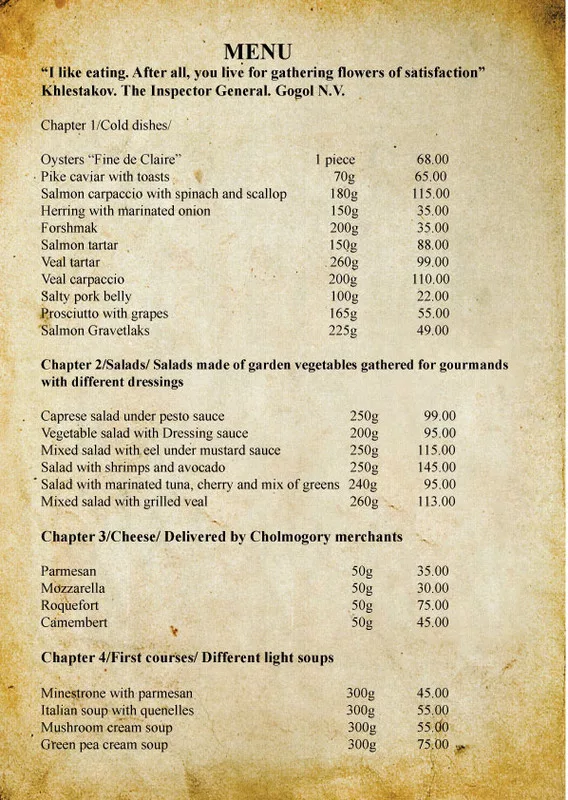 MENU
“I like eating. After all, you live for gathering flowers of satisfaction”
Khlestakov. The Inspector General. Gogol N.V.
Chapter 1/Cold dishes/
Oysters “Fine de Claire” 1 piece 68.00
Pike caviar with toasts 70g 65.00
Salmon carpaccio with spinach and scallop 180g 115.00
Herring with marinated onion 150g 35.00
Forshmak 200g 35.00
Salmon tartar 150g 88.00
Veal tartar 260g 99.00
Veal carpaccio 200g 110.00
Salty pork belly 100g 22.00
Prosciutto with grapes 165g 55.00
Salmon Gravetlaks 225g 49.00
Chapter 2/Salads/ Salads made of garden vegetables gathered for gourmands
with different dressings
Caprese salad under pesto sauce 250g 99.00
Vegetable salad with Dressing sauce 200g 95.00
Mixed salad with eel under mustard sauce 250g 115.00
Salad with shrimps and avocado 250g 145.00
Salad with marinated tuna, cherry and mix of greens 240g 95.00
Mixed salad with grilled veal 260g 113.00
Chapter 3/Cheese/ Delivered by Cholmogory merchants
Parmesan 50g 35.00
Mozzarella 50g 30.00
Roquefort 50g 75.00
Camembert 50g 45.00
Chapter 4/First courses/ Different light soups
Minestrone with parmesan 300g 45.00
Italian soup with quenelles 300g 55.00
Mushroom cream soup 300g 55.00
Green pea cream soup 300g 75.00